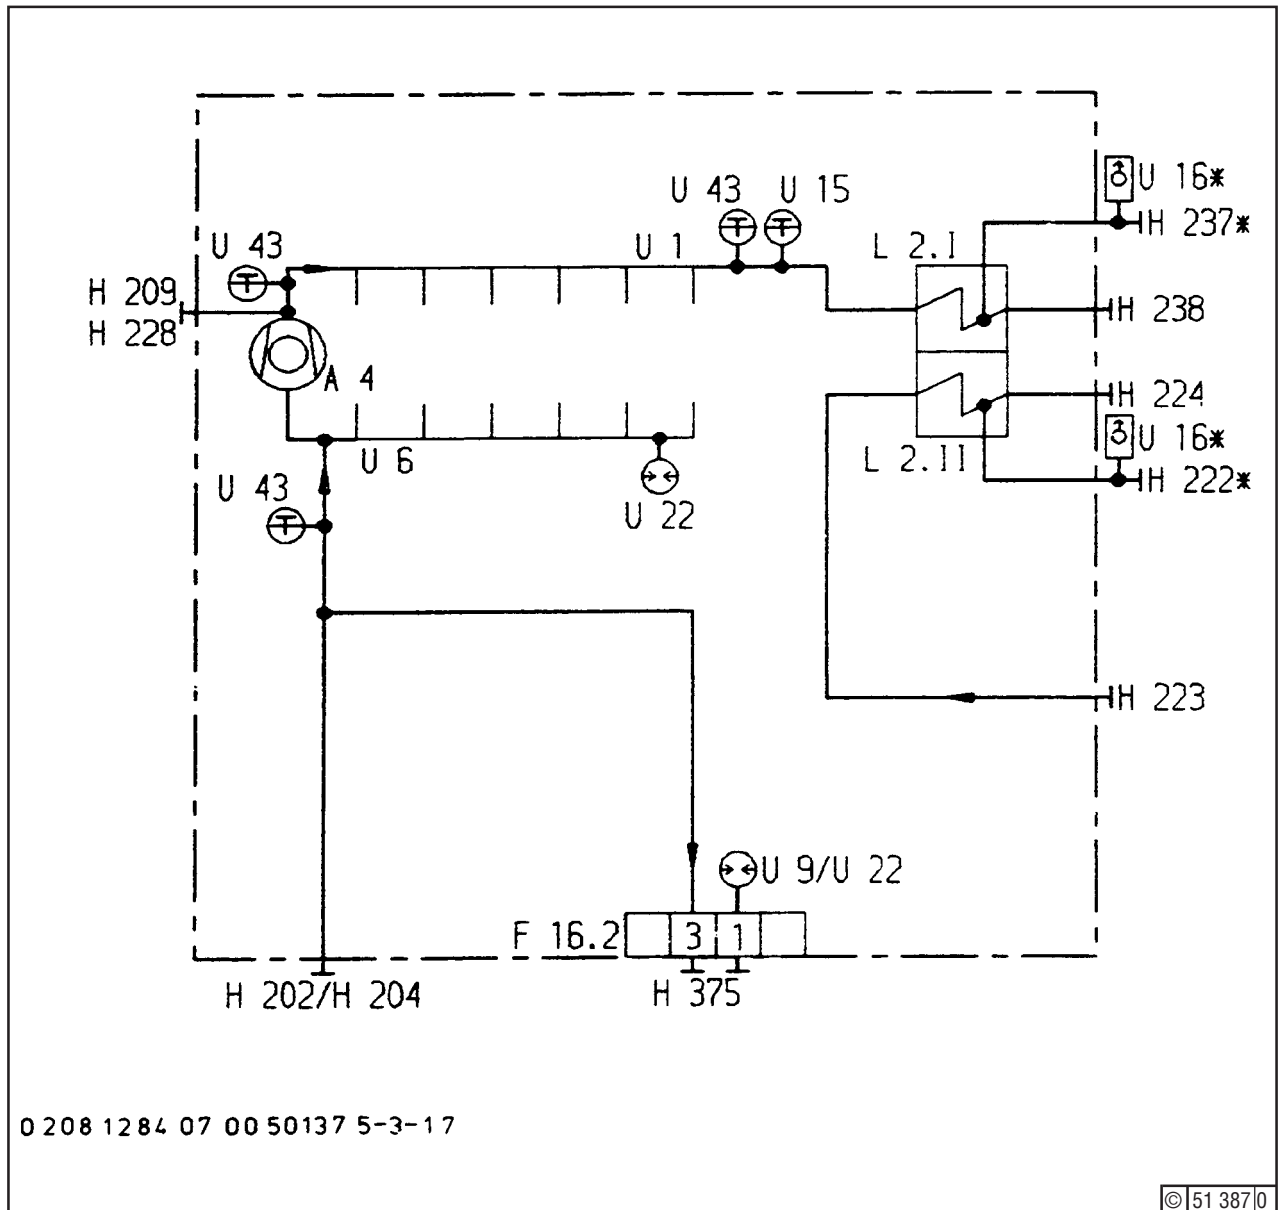 U 16*
U 43 U 15
H 237*
U 43
U 1
L 2.I
H 209
H 228
H 238
A 4
H 224
U 16*
U 6
L 2.II
H 222*
U 43
U 22
H 223
U 9/U 22
F 16.2 3 1
H 202/H 204
H 375
0 208 1284 07 00 50137 5-3-17
© 51 387 0